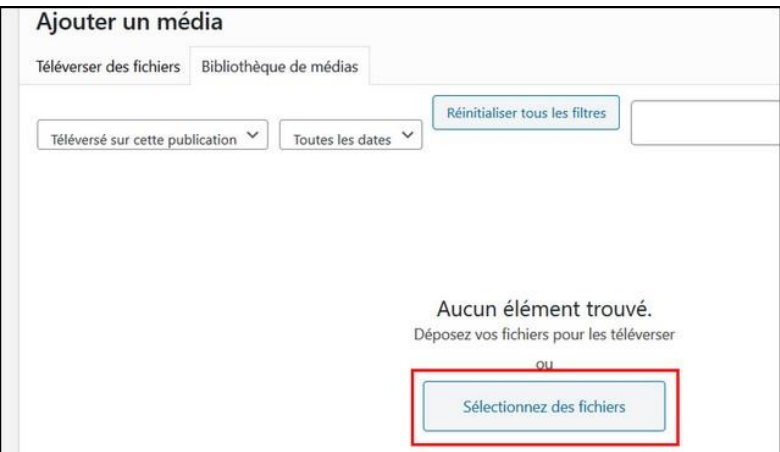 Ajouter un média
Téléverser des fichiers
Bibliothèque de médias
Réinitialiser tous les filtres
Téléversé sur cette publication
Toutes les dates
Aucun élément trouvé.
Déposez vos fichiers pour les téléverser
ou
Sélectionnez des fichiers